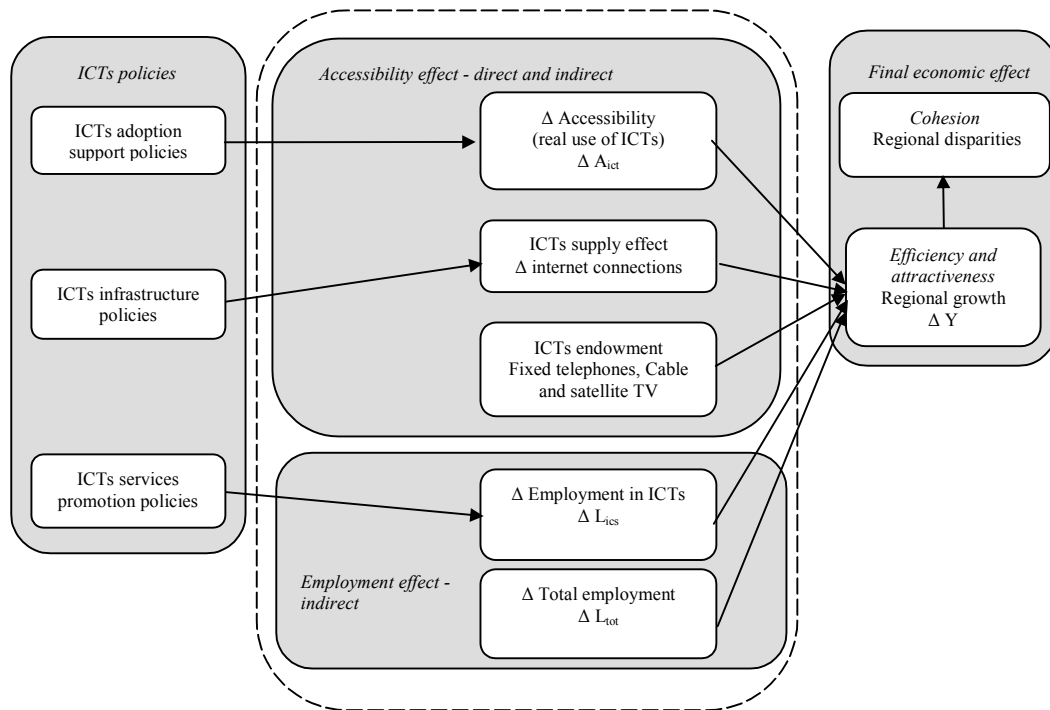 ICTs policies
ICTs adoption
support policies
ICTs infrastructure
policies
ICTs services
promotion policies
Accessibility effect - direct and indirect
Δ Accessibility
(real use of ICTs)
Δ A_ict
ICTs supply effect
Δ internet connections
ICTs endowment
Fixed telephones, Cable
and satellite TV
Employment effect -
indirect
Δ Employment in ICTs
Δ L_ics
Δ Total employment
Δ L_tot
Final economic effect
Cohesion
Regional disparities
Efficiency and
attractiveness
Regional growth
Δ Y